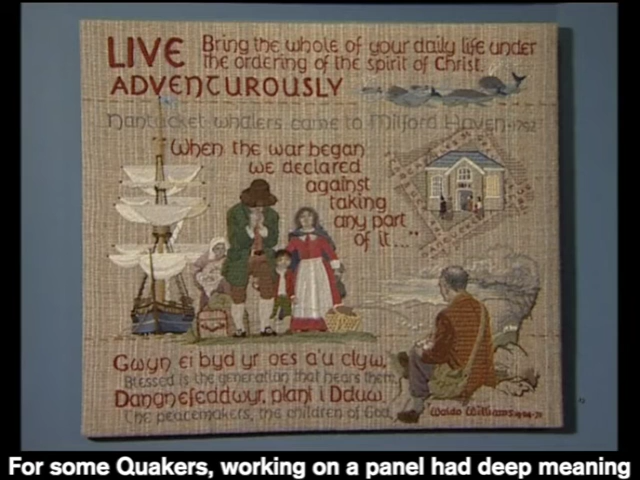 LIVE
ADVENTUROUSLY
Bring the whole of your daily life under
the ordering of the spirit of Christ.
Nantucket whalers came to Milford Haven 1792
When the war began
we declared
against
taking
any part
of it..."
Gwyn ei byd yr oes a'u clyw,
Blessed is the generation that hears them,
Dangnefeddwyr, plant i Dduw.
The peacemakers, the children of God.
Waldo Williams 1904-71
For some Quakers, working on a panel had deep meaning